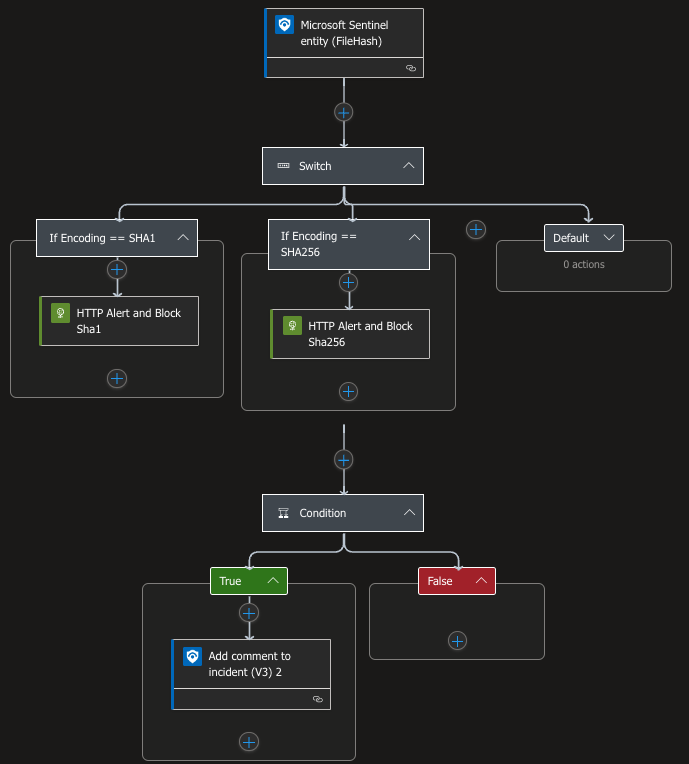 Microsoft Sentinel
entity (FileHash)
Switch
If Encoding == SHA1
If Encoding ==
SHA256
Default
0 actions
HTTP Alert and Block
Sha1
HTTP Alert and Block
Sha256
Condition
True
False
Add comment to
incident (V3) 2